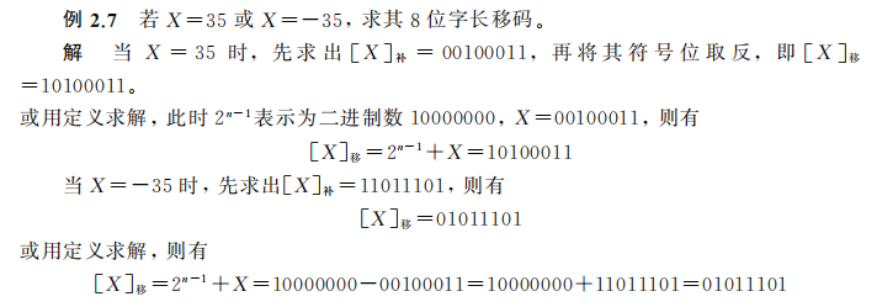 例 2.7 若 X=35 或 X=-35，求其 8 位字长移码。
解 当 X = 35 时，先求出[X]补 = 00100011，再将其符号位取反，即[X]移
=10100011。
或用定义求解，此时 2ⁿ⁻¹表示为二进制数 10000000，X=00100011，则有
[X]移=2ⁿ⁻¹+X=10100011
当 X=-35 时，先求出[X]补=11011101，则有
[X]移=01011101
或用定义求解，则有
[X]移=2ⁿ⁻¹+X=10000000-00100011=10000000+11011101=01011101